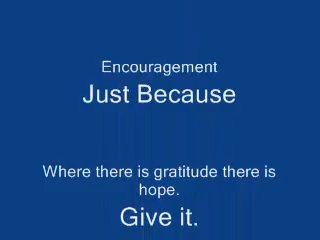 Encouragement
Just Because
Where there is gratitude there is
hope.
Give it.